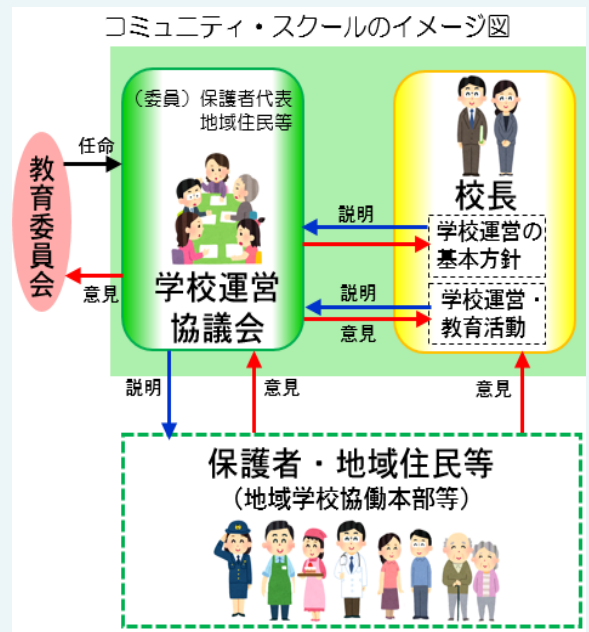 コミュニティ・スクールのイメージ図
（委員）保護者代表
地域住民等
教育委員会
任命
意見
学校運営
協議会
校長
説明
学校運営の
基本方針
説明
意見
学校運営・
教育活動
説明
意見
意見
保護者・地域住民等
（地域学校協働本部等）